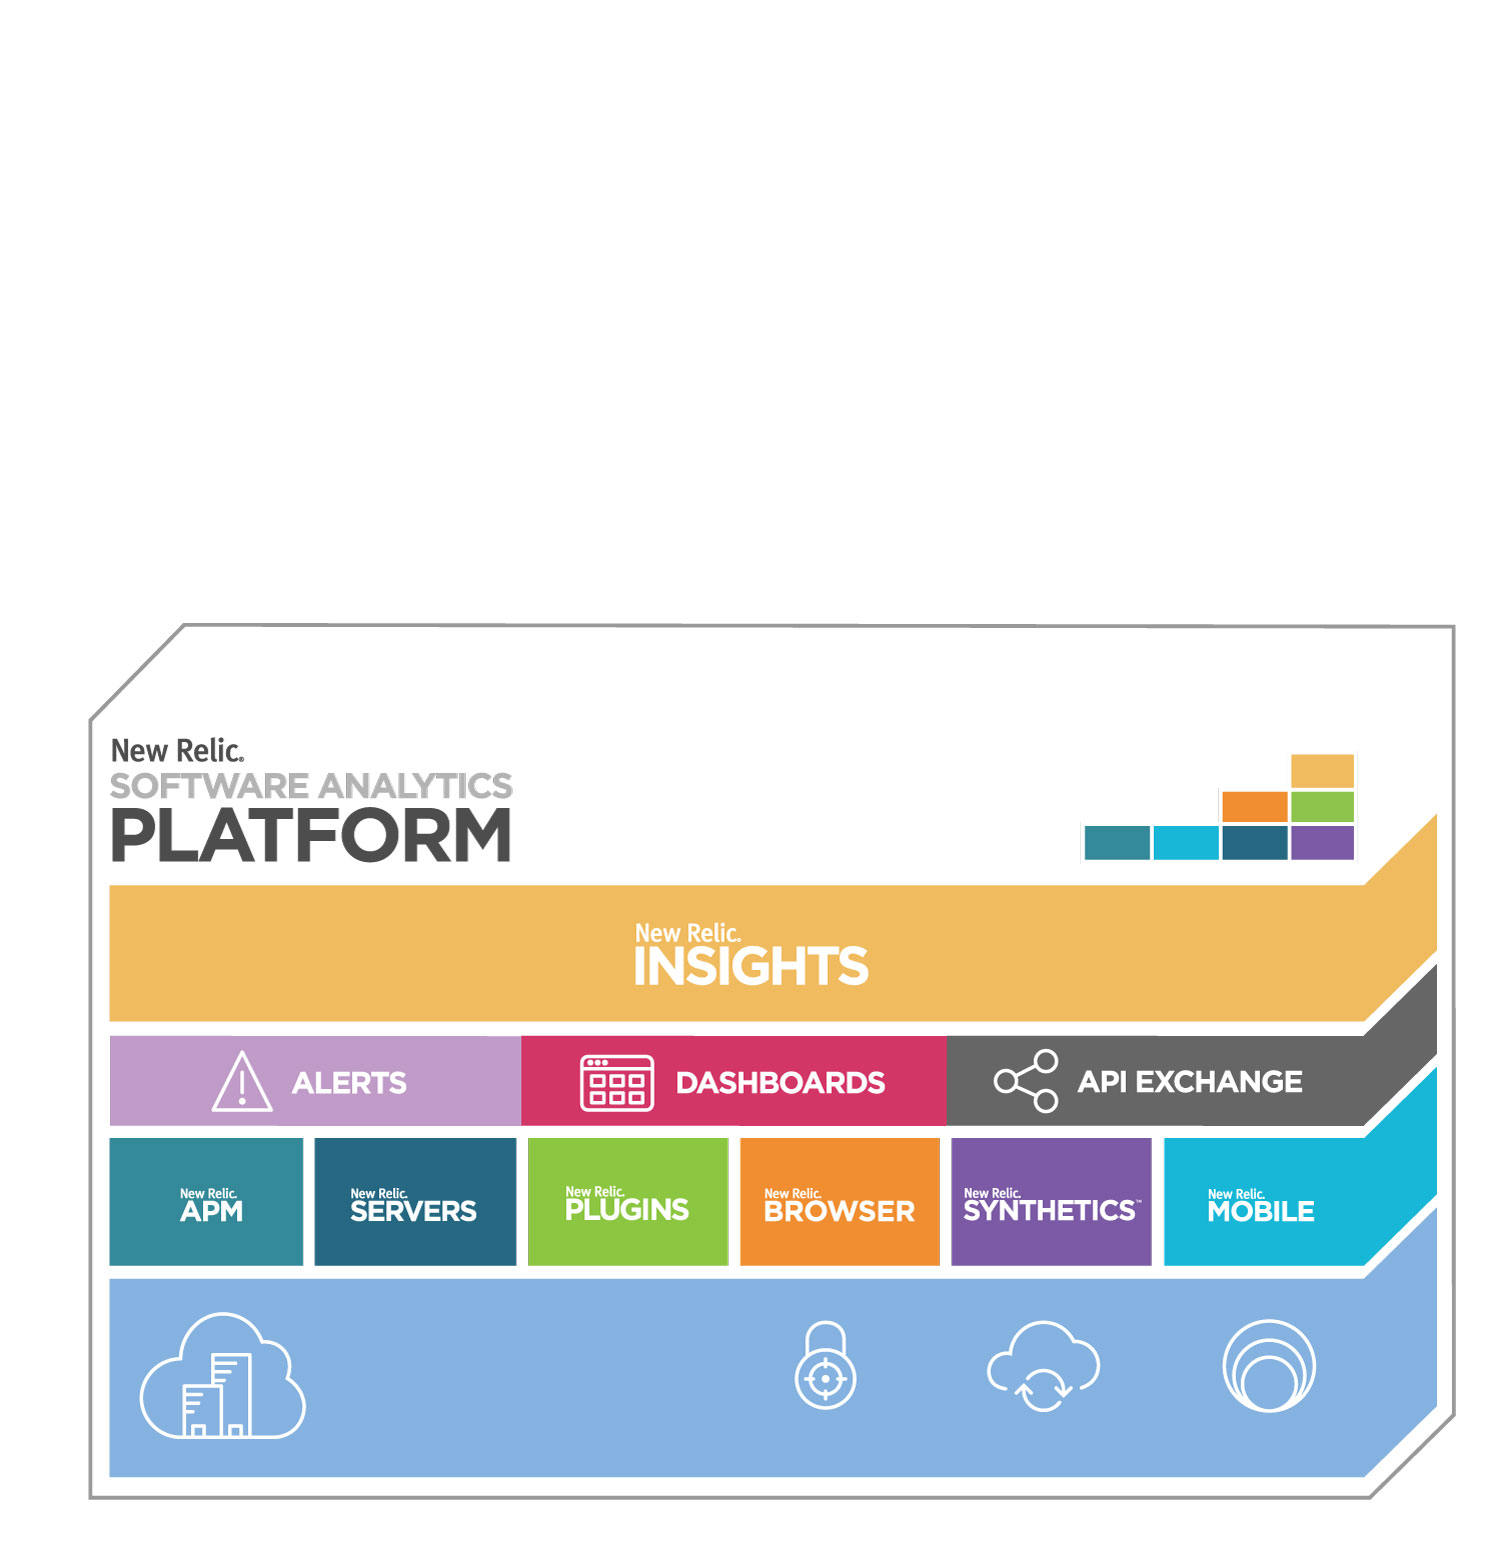 New Relic®
SOFTWARE ANALYTICS
PLATFORM
New Relic®
INSIGHTS
ALERTS
DASHBOARDS
API EXCHANGE
New Relic.
APM
New Relic.
SERVERS
New Relic.
PLUGINS
New Relic.
BROWSER
New Relic.
SYNTHETICS™
New Relic.
MOBILE